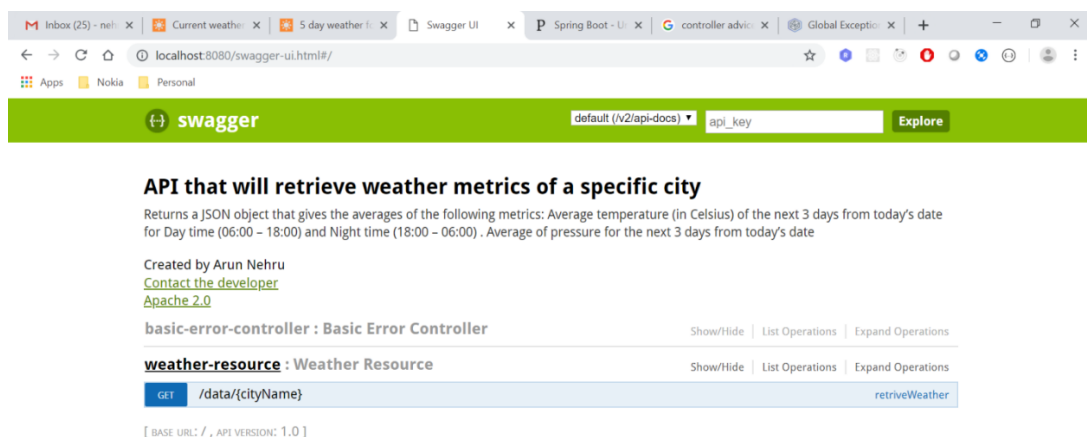 Inbox (25) - neh
Current weather
5 day weather fo
Swagger UI
Spring Boot - U
controller advic
Global Exceptio
localhost:8080/swagger-ui.html#/
Apps Nokia Personal
swagger default (/v2/api-docs) api_key Explore
API that will retrieve weather metrics of a specific city
Returns a JSON object that gives the averages of the following metrics: Average temperature (in Celsius) of the next 3 days from today's date
for Day time (06:00 – 18:00) and Night time (18:00 – 06:00) . Average of pressure for the next 3 days from today's date
Created by Arun Nehru
Contact the developer
Apache 2.0
basic-error-controller : Basic Error Controller Show/Hide List Operations Expand Operations
weather-resource : Weather Resource Show/Hide List Operations Expand Operations
GET /data/{cityName} retriveWeather
[ BASE URL: / , API VERSION: 1.0 ]